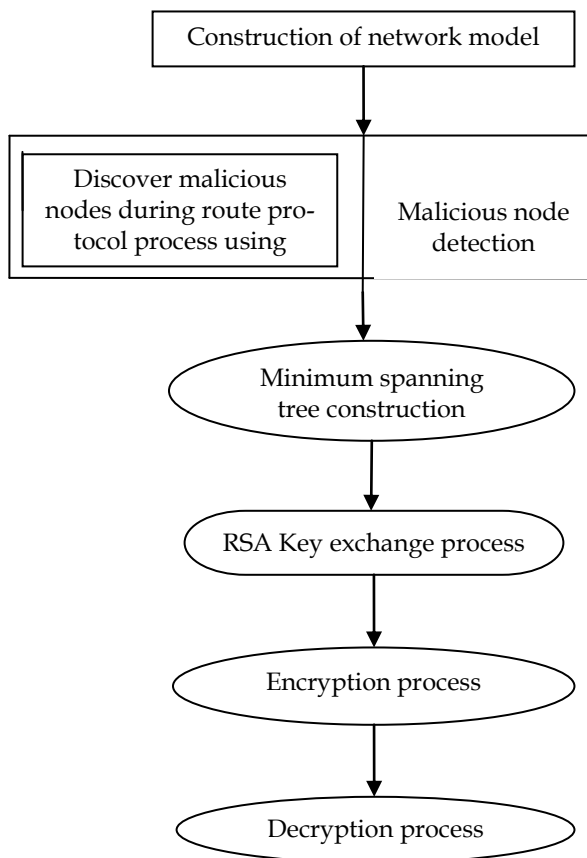 Construction of network model
Discover malicious
nodes during route pro-
tocol process using
Malicious node
detection
Minimum spanning
tree construction
RSA Key exchange process
Encryption process
Decryption process